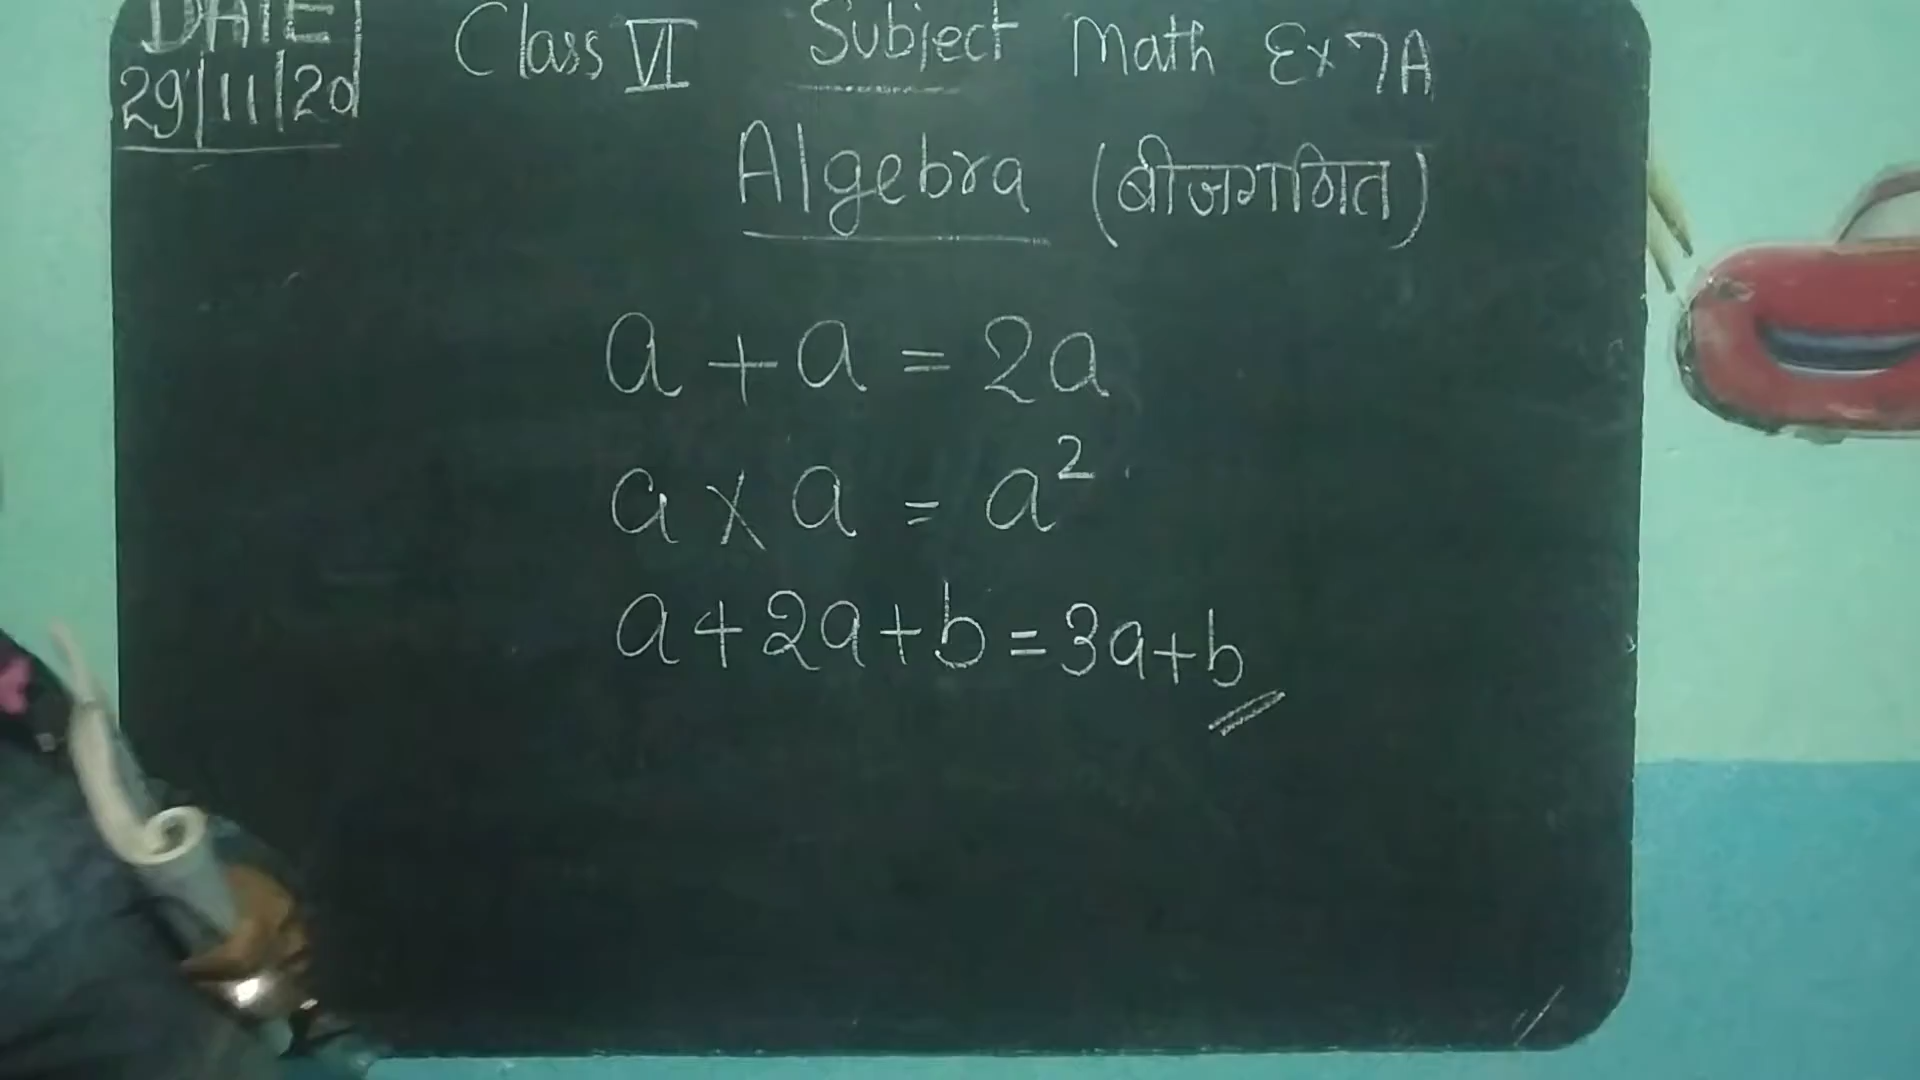 DATE
29/11/20
Class VI Subject Math Ex 7A
Algebra (बीजगणित)
a + a = 2a
a x a = a²
a + 2a + b = 3a + b